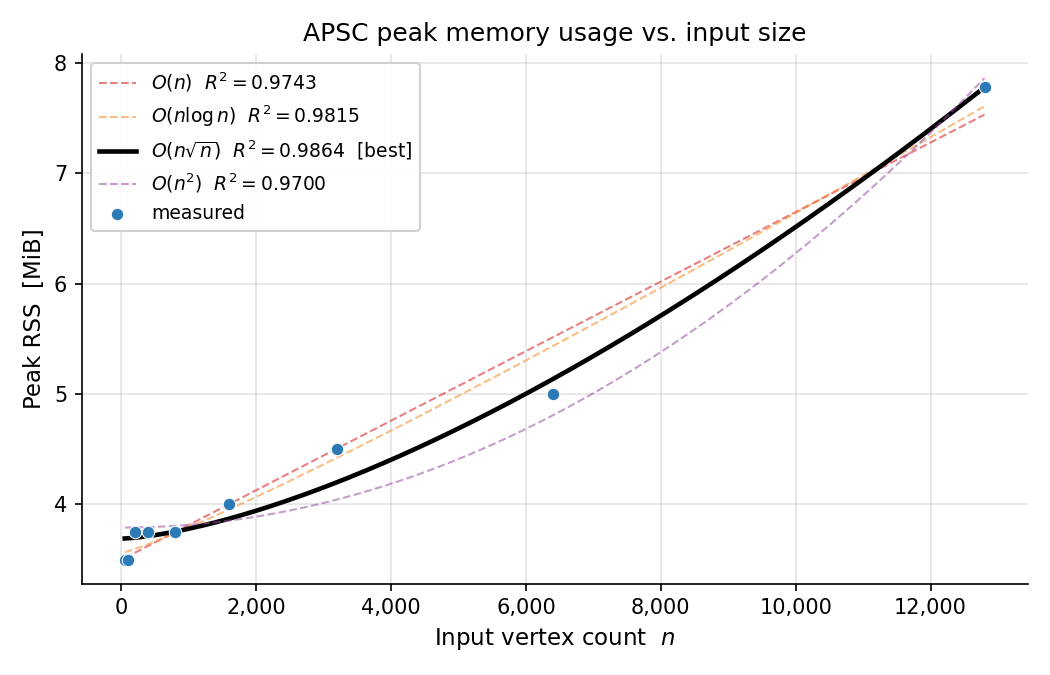 APSC peak memory usage vs. input size
8
7
6
5
4
Peak RSS [MiB]
O(n) R² = 0.9743
O(n log n) R² = 0.9815
O(n√n) R² = 0.9864 [best]
O(n²) R² = 0.9700
measured
0 2,000 4,000 6,000 8,000 10,000 12,000
Input vertex count n